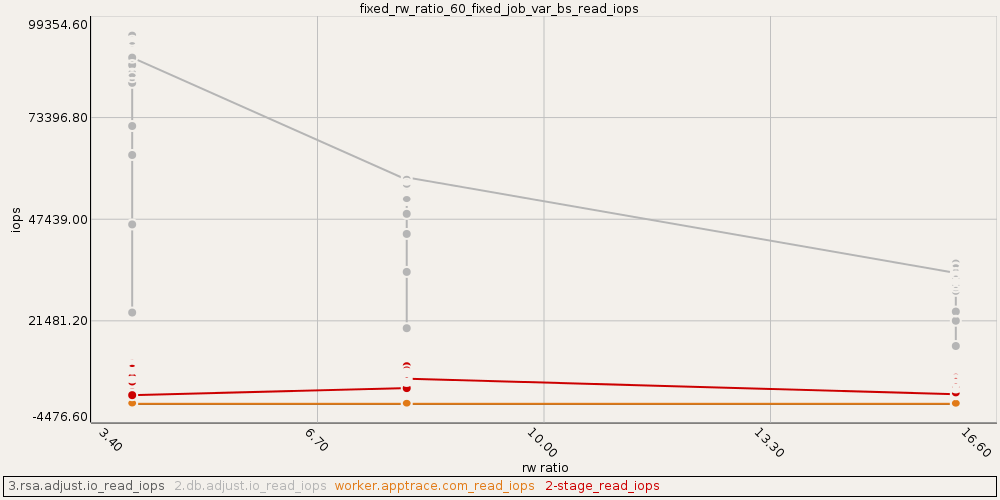 fixed_rw_ratio_60_fixed_job_var_bs_read_iops
99354.60
73396.80
47439.00
21481.20
-4476.60
iops
3.40 6.70 10.00 13.30 16.60
rw ratio
3.rsa.adjust.io_read_iops 2.db.adjust.io_read_iops worker.apptrace.com_read_iops 2-stage_read_iops